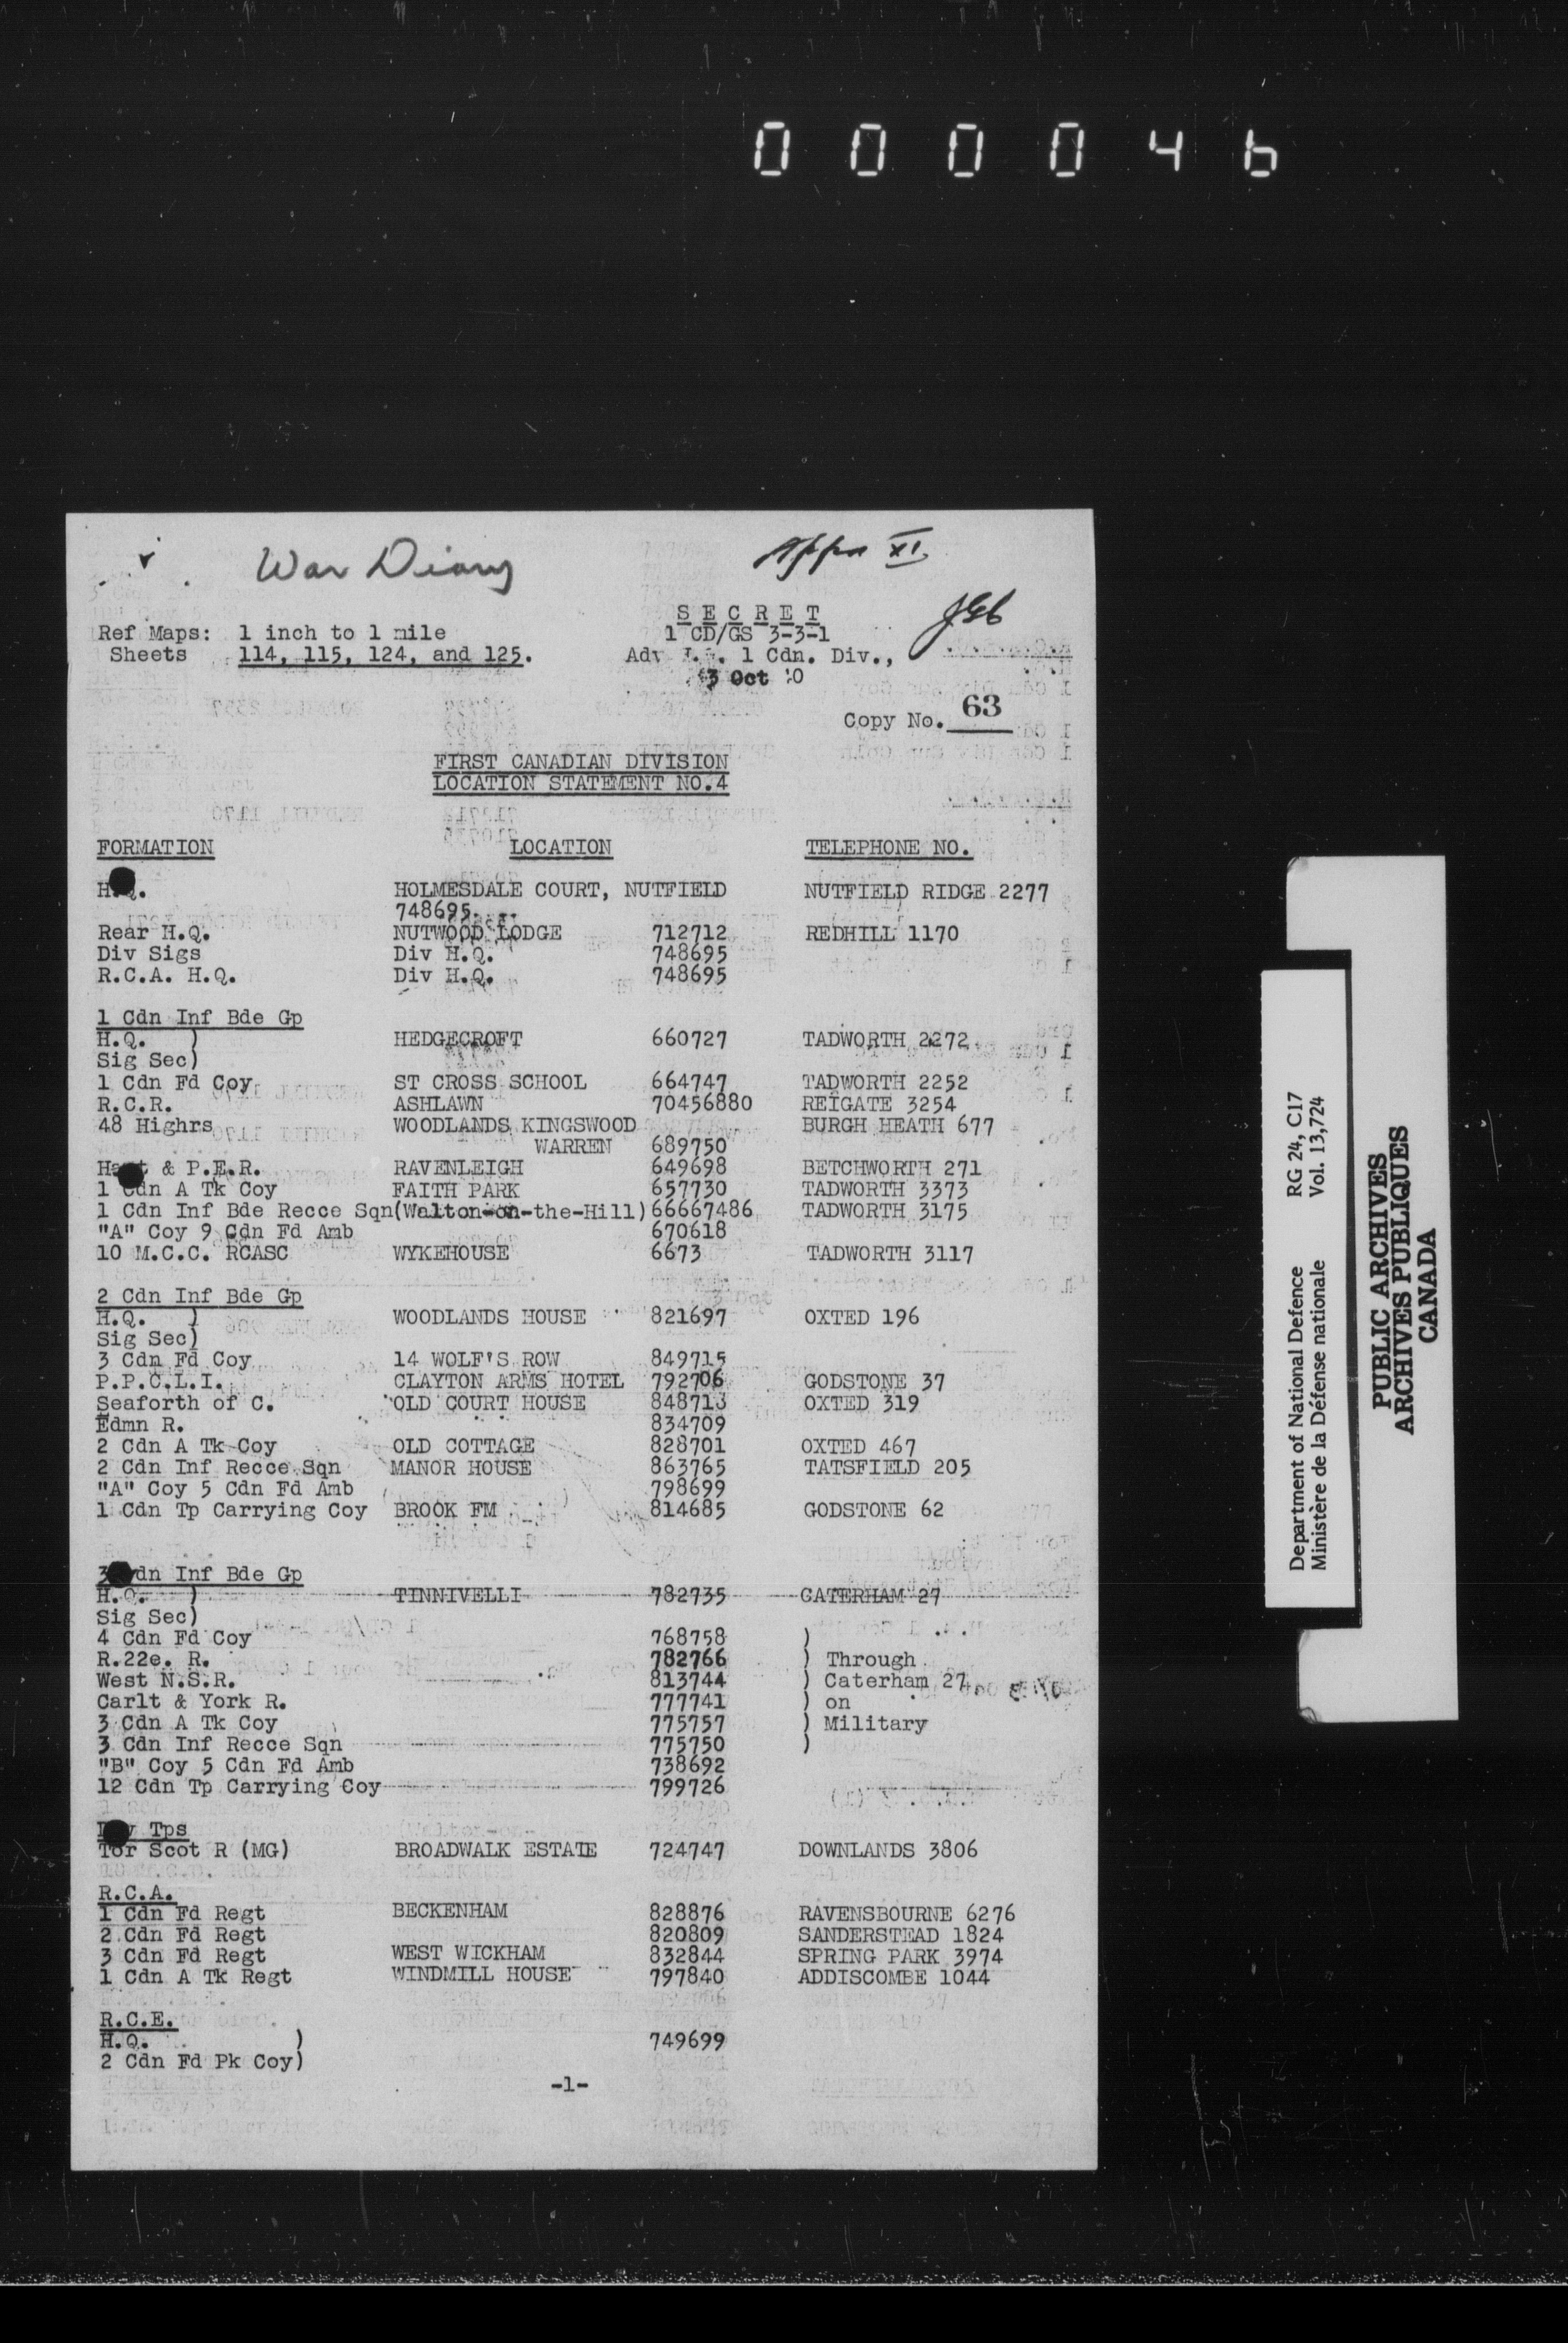 000046
War Diary
Appx XI
SECRET
Ref Maps: 1 inch to 1 mile 1 CD/GS 3-3-1
Sheets 114, 115, 124, and 125. Adv 1 Cdn. Div.,
3 Oct
Copy No. 63
FIRST CANADIAN DIVISION
LOCATION STATEMENT NO.4
FORMATION LOCATION TELEPHONE NO.
H.Q. HOLMESDALE COURT, NUTFIELD NUTFIELD RIDGE 2277
748695
Rear H.Q. NUTWOOD LODGE 712712 REDHILL 1170
Div Sigs Div H.Q. 748695
R.C.A. H.Q. Div H.Q. 748695
1 Cdn Inf Bde Gp
H.Q. ) HEDGECROFT 660727 TADWORTH 2272
Sig Sec)
1 Cdn Fd Coy ST CROSS SCHOOL 664747 TADWORTH 2252
R.C.R. ASHLAWN 70456880 REIGATE 3254
48 Highrs WOODLANDS KINGSWOOD BURGH HEATH 677
WARREN 689750
Hast & P.E.R. RAVENLEIGH 649698 BETCHWORTH 271
1 Cdn A Tk Coy FAITH PARK 657730 TADWORTH 3373
1 Cdn Inf Bde Recce Sqn(Walton-on-the-Hill)66667486 TADWORTH 3175
"A" Coy 9 Cdn Fd Amb 670618
10 M.C.C. RCASC WYKEHOUSE 6673 TADWORTH 3117
2 Cdn Inf Bde Gp
H.Q. ) WOODLANDS HOUSE 821697 OXTED 196
Sig Sec)
3 Cdn Fd Coy 14 WOLF'S ROW 849715
P.P.C.L.I. CLAYTON ARMS HOTEL 792706 GODSTONE 37
Seaforth of C. OLD COURT HOUSE 848713 OXTED 319
Edmn R. 834709
2 Cdn A Tk Coy OLD COTTAGE 828701 OXTED 467
2 Cdn Inf Recce Sqn MANOR HOUSE 863765 TATSFIELD 205
"A" Coy 5 Cdn Fd Amb 798699
1 Cdn Tp Carrying Coy BROOK FM 814685 GODSTONE 62
3 Cdn Inf Bde Gp
H.Q. ) TINNIVELLI 782735 CATERHAM 27
Sig Sec)
4 Cdn Fd Coy 768758 )
R.22e. R. 782766 ) Through
West N.S.R. 813744 ) Caterham 27
Carlt & York R. 777741 ) on
3 Cdn A Tk Coy 775757 ) Military
3 Cdn Inf Recce Sqn 775750 )
"B" Coy 5 Cdn Fd Amb 738692
12 Cdn Tp Carrying Coy 799726
Div Tps
Tor Scot R (MG) BROADWALK ESTATE 724747 DOWNLANDS 3806
R.C.A.
1 Cdn Fd Regt BECKENHAM 828876 RAVENSBOURNE 6276
2 Cdn Fd Regt 820809 SANDERSTEAD 1824
3 Cdn Fd Regt WEST WICKHAM 832844 SPRING PARK 3974
1 Cdn A Tk Regt WINDMILL HOUSE 797840 ADDISCOMBE 1044
R.C.E.
H.Q. ) 749699
2 Cdn Fd Pk Coy)
-1-
Department of National Defence RG 24, C17
Ministère de la Défense nationale Vol. 13,724
PUBLIC ARCHIVES
ARCHIVES PUBLIQUES
CANADA